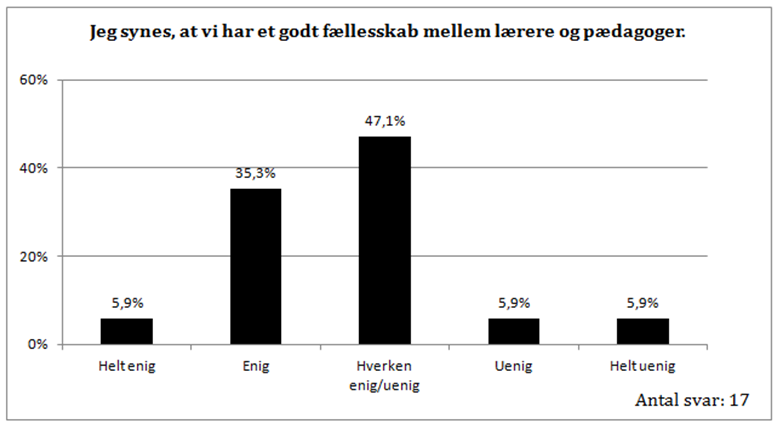 Jeg synes, at vi har et godt fællesskab mellem lærere og pædagoger.
60%
47,1%
40%
35,3%
20%
5,9%
5,9%
5,9%
0%
Helt enig
Enig
Hverken
enig/uenig
Uenig
Helt uenig
Antal svar: 17